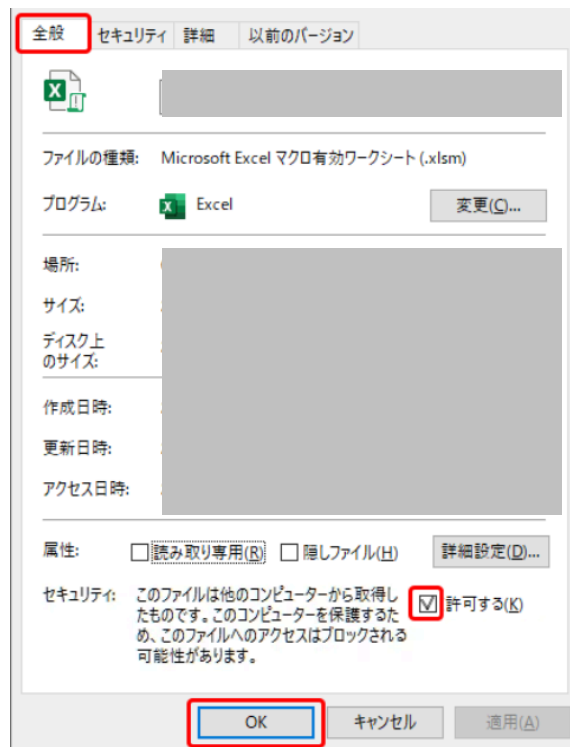 全般 セキュリティ 詳細 以前のバージョン
ファイルの種類: Microsoft Excel マクロ有効ワークシート (.xlsm)
プログラム: Excel 変更(C)...
場所:
サイズ:
ディスク上
のサイズ:
作成日時:
更新日時:
アクセス日時:
属性: 読み取り専用(R) 隠しファイル(H) 詳細設定(D)...
セキュリティ: このファイルは他のコンピューターから取得し
たものです。このコンピューターを保護するた
め、このファイルへのアクセスはブロックされる
可能性があります。
許可する(K)
OK キャンセル 適用(A)